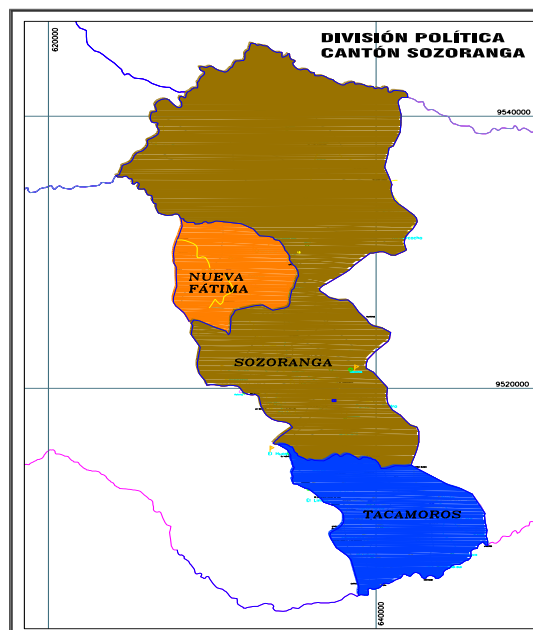 620000
DIVISIÓN POLÍTICA
CANTÓN SOZORANGA
9540000
NUEVA
FÁTIMA
SOZORANGA
9520000
TACAMOROS
640000